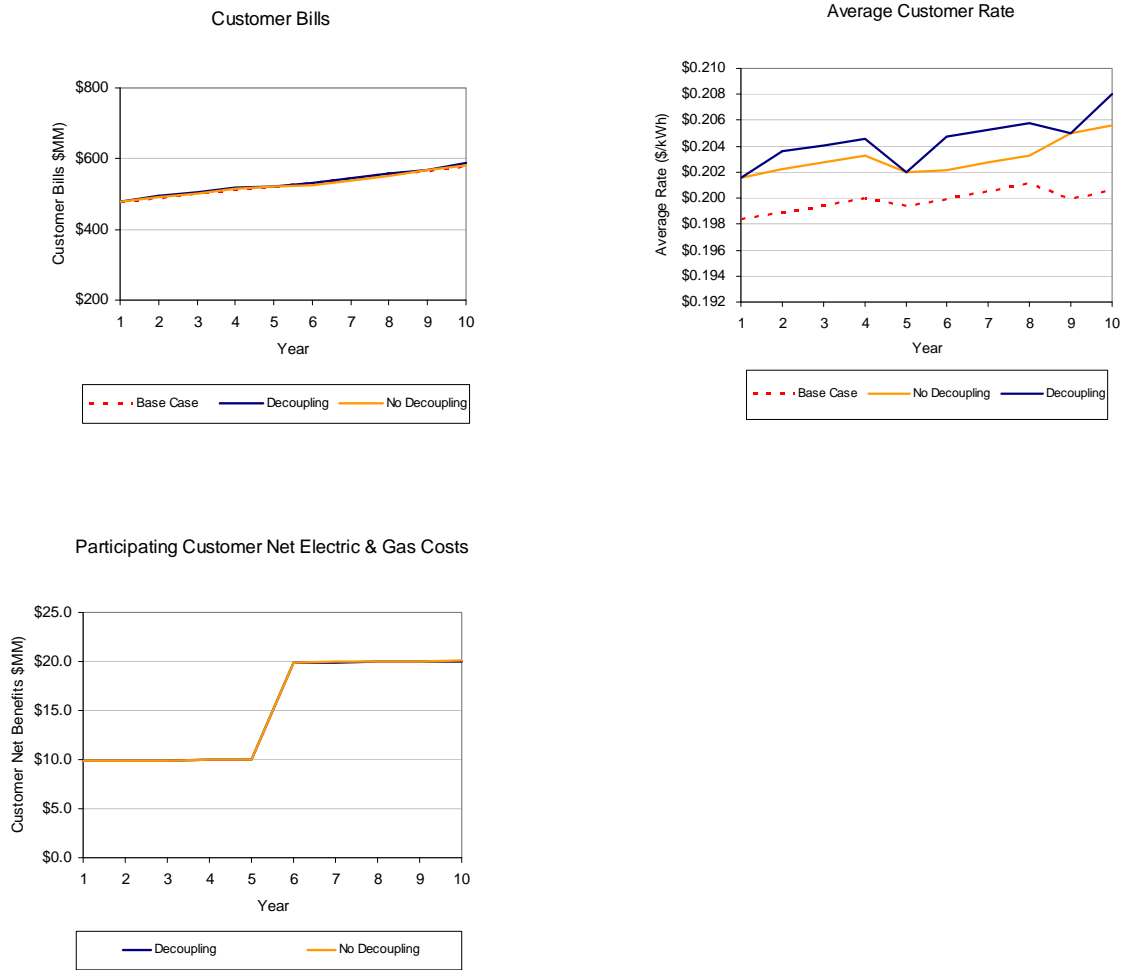 Customer Bills
$800
$600
$400
$200
Customer Bills $MM)
1 2 3 4 5 6 7 8 9 10
Year
Base Case Decoupling No Decoupling
Average Customer Rate
$0.210
$0.208
$0.206
$0.204
$0.202
$0.200
$0.198
$0.196
$0.194
$0.192
Average Rate ($/kWh)
1 2 3 4 5 6 7 8 9 10
Year
Base Case No Decoupling Decoupling
Participating Customer Net Electric & Gas Costs
$25.0
$20.0
$15.0
$10.0
$5.0
$0.0
Customer Net Benefits $MM)
1 2 3 4 5 6 7 8 9 10
Year
Decoupling No Decoupling